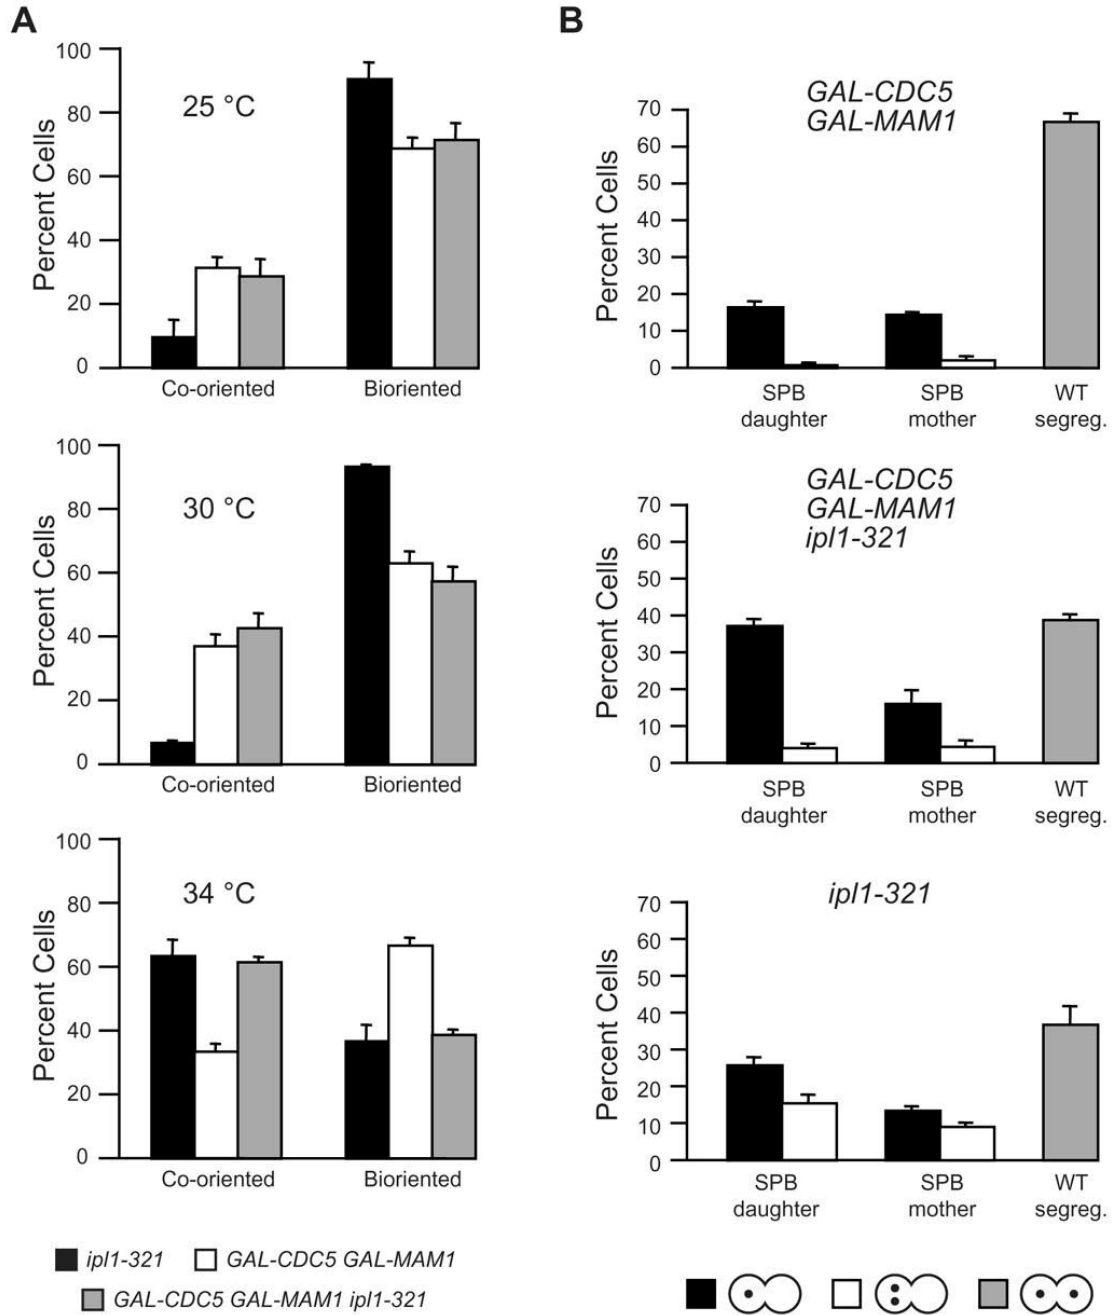 A
100
80
60
40
20
0
Percent Cells
25 °C
Co-oriented
Bioriented
100
80
60
40
20
0
Percent Cells
30 °C
Co-oriented
Bioriented
100
80
60
40
20
0
Percent Cells
34 °C
Co-oriented
Bioriented
ipl1-321
GAL-CDC5 GAL-MAM1
GAL-CDC5 GAL-MAM1 ipl1-321
B
GAL-CDC5
GAL-MAM1
70
60
50
40
30
20
10
0
Percent Cells
SPB
daughter
SPB
mother
WT
segreg.
GAL-CDC5
GAL-MAM1
ipl1-321
70
60
50
40
30
20
10
0
Percent Cells
SPB
daughter
SPB
mother
WT
segreg.
ipl1-321
70
60
50
40
30
20
10
0
Percent Cells
SPB
daughter
SPB
mother
WT
segreg.